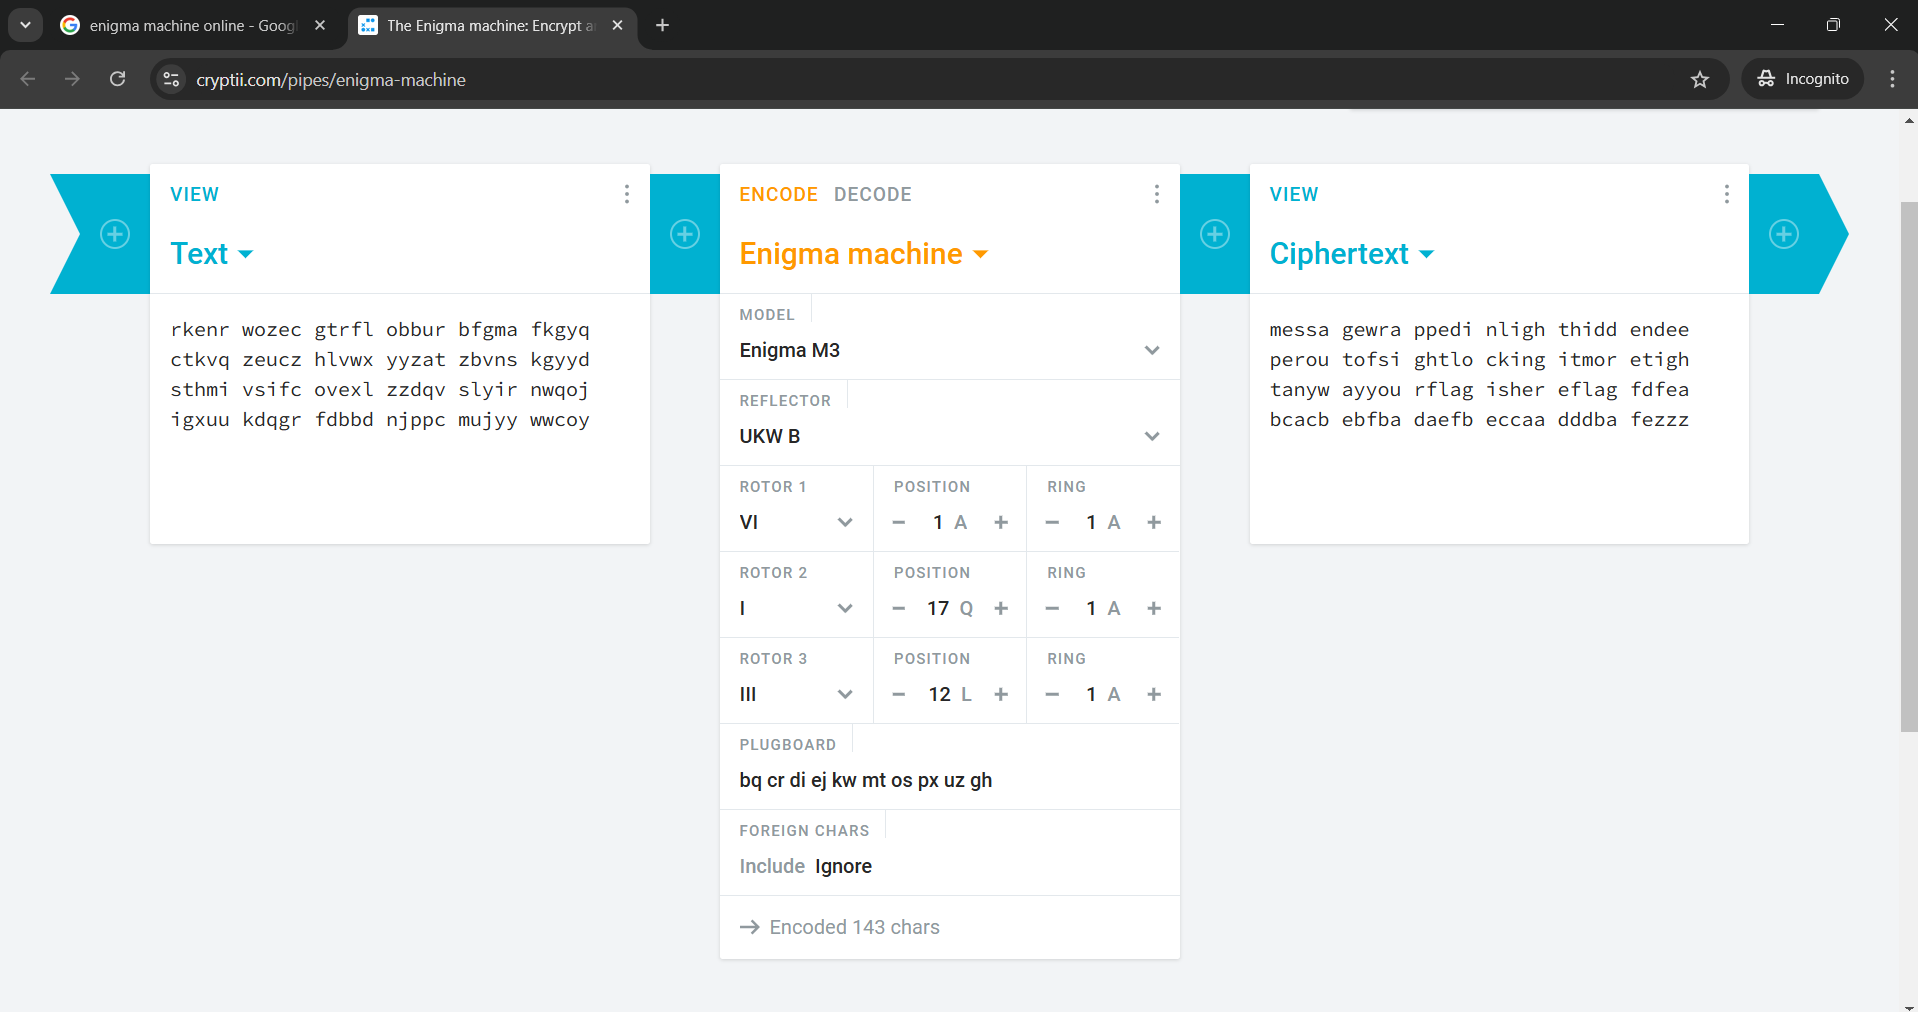 enigma machine online - Goog
The Enigma machine: Encrypt a
cryptii.com/pipes/enigma-machine
Incognito
VIEW
Text
rkenr wozec gtrfl obbur bfgma fkgyq
ctkvq zeucz hlvwx yyzat zbvns kgyyd
sthmi vsifc ovexl zzdqv slyir nwqoj
igxuu kdqgr fdbbd njppc mujyy wwcoy
ENCODE DECODE
Enigma machine
MODEL
Enigma M3
REFLECTOR
UKW B
ROTOR 1 POSITION RING
VI − 1 A + − 1 A +
ROTOR 2 POSITION RING
I − 17 Q + − 1 A +
ROTOR 3 POSITION RING
III − 12 L + − 1 A +
PLUGBOARD
bq cr di ej kw mt os px uz gh
FOREIGN CHARS
Include Ignore
→ Encoded 143 chars
VIEW
Ciphertext
messa gewra ppedi nligh thidd endee
perou tofsi ghtlo cking itmor etigh
tanyw ayyou rflag isher eflag fdfea
bcacb ebfba daefb eccaa dddba fezzz